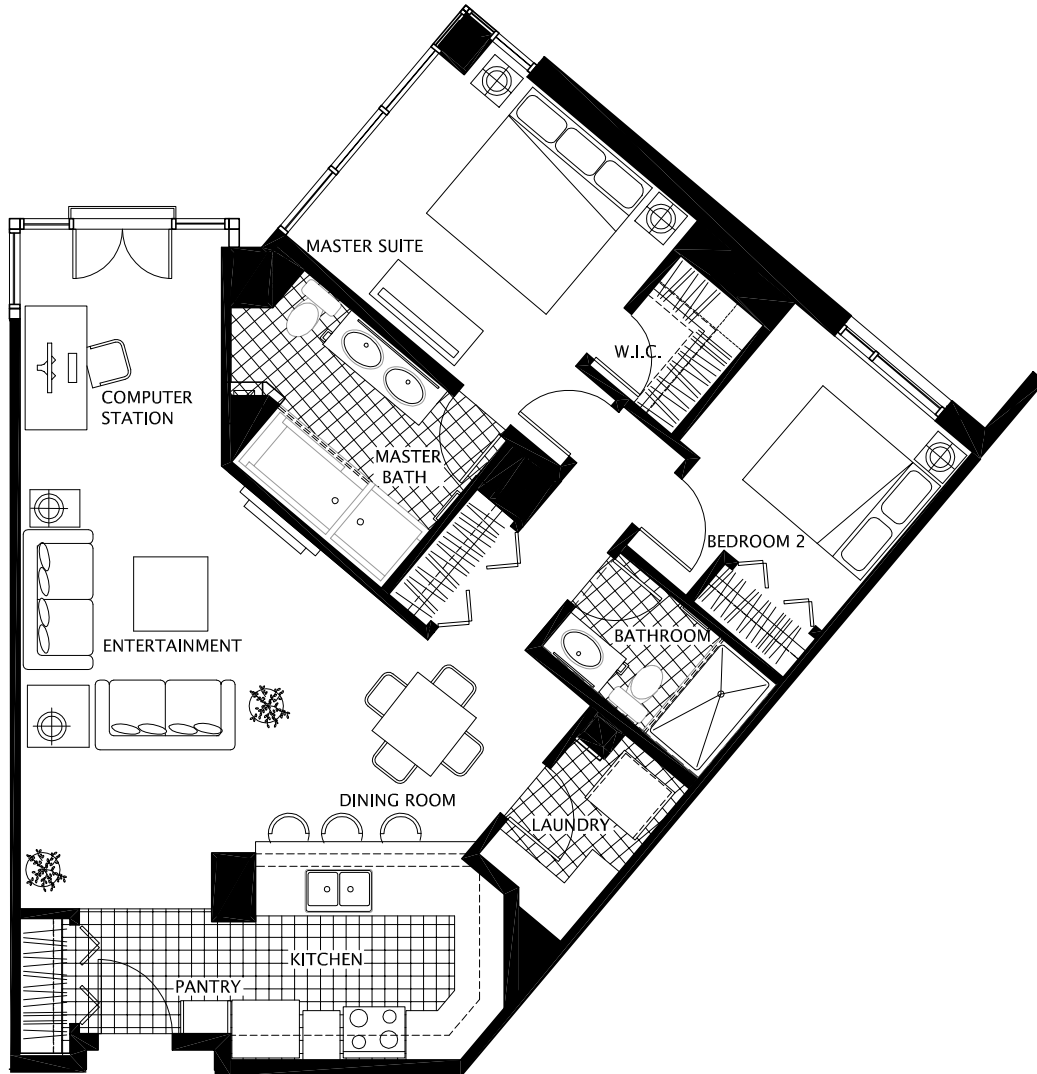 MASTER SUITE
W.I.C.
COMPUTER
STATION
MASTER
BATH
BEDROOM 2
BATHROOM
ENTERTAINMENT
DINING ROOM
LAUNDRY
KITCHEN
PANTRY